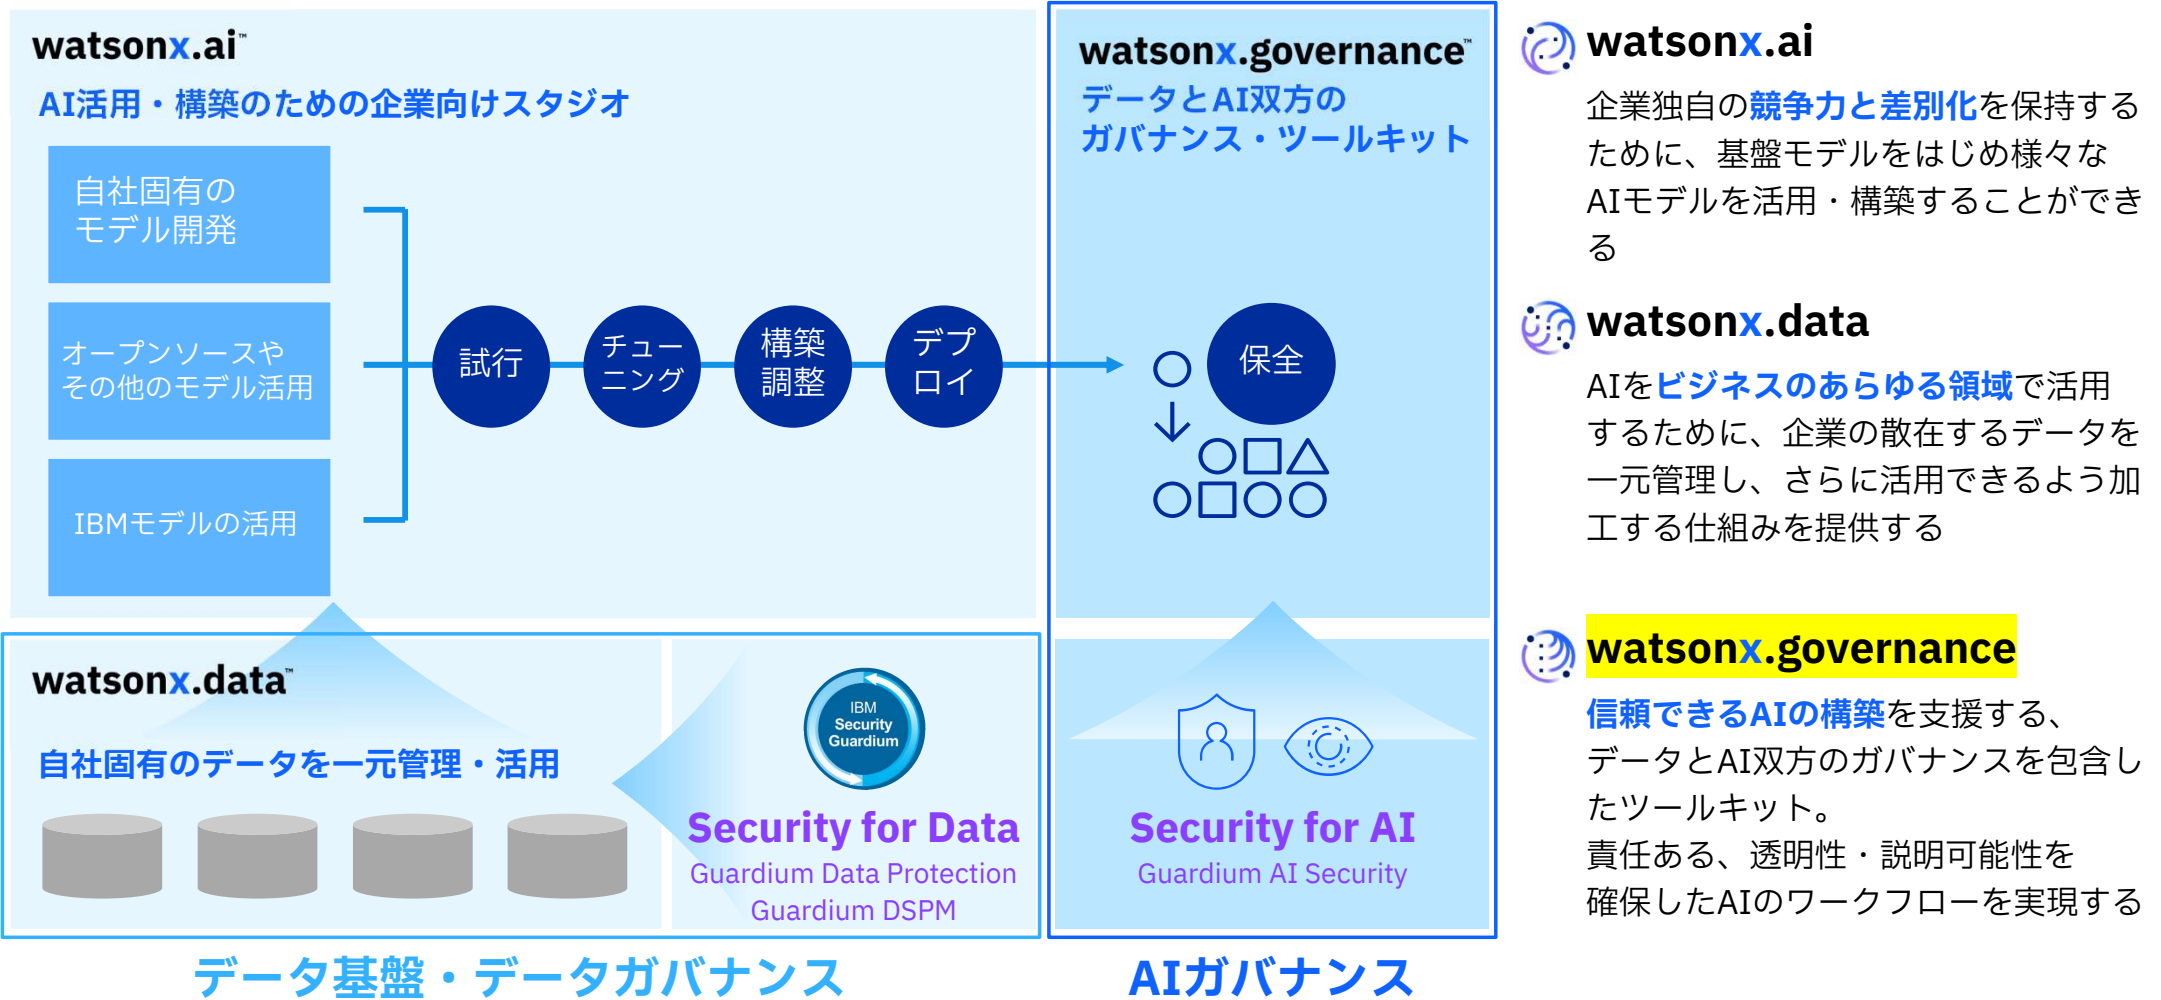 watsonx.ai™
AI活用・構築のための企業向けスタジオ
自社固有の
モデル開発
オープンソースや
その他のモデル活用
IBMモデルの活用
試行
チュー
ニング
構築
調整
デプ
ロイ
watsonx.governance™
データとAI双方の
ガバナンス・ツールキット
保全
watsonx.data™
自社固有のデータを一元管理・活用
IBM
Security
Guardium
Security for Data
Guardium Data Protection
Guardium DSPM
Security for AI
Guardium AI Security
データ基盤・データガバナンス
AIガバナンス
watsonx.ai
企業独自の競争力と差別化を保持する
ために、基盤モデルをはじめ様々な
AIモデルを活用・構築することができ
る
watsonx.data
AIをビジネスのあらゆる領域で活用
するために、企業の散在するデータを
一元管理し、さらに活用できるよう加
工する仕組みを提供する
watsonx.governance
信頼できるAIの構築を支援する、
データとAI双方のガバナンスを包含し
たツールキット。
責任ある、透明性・説明可能性を
確保したAIのワークフローを実現する